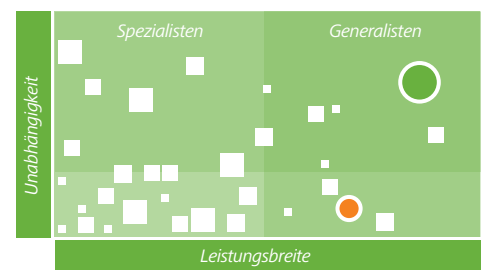 Spezialisten
Generalisten
Unabhängigkeit
Leistungsbreite